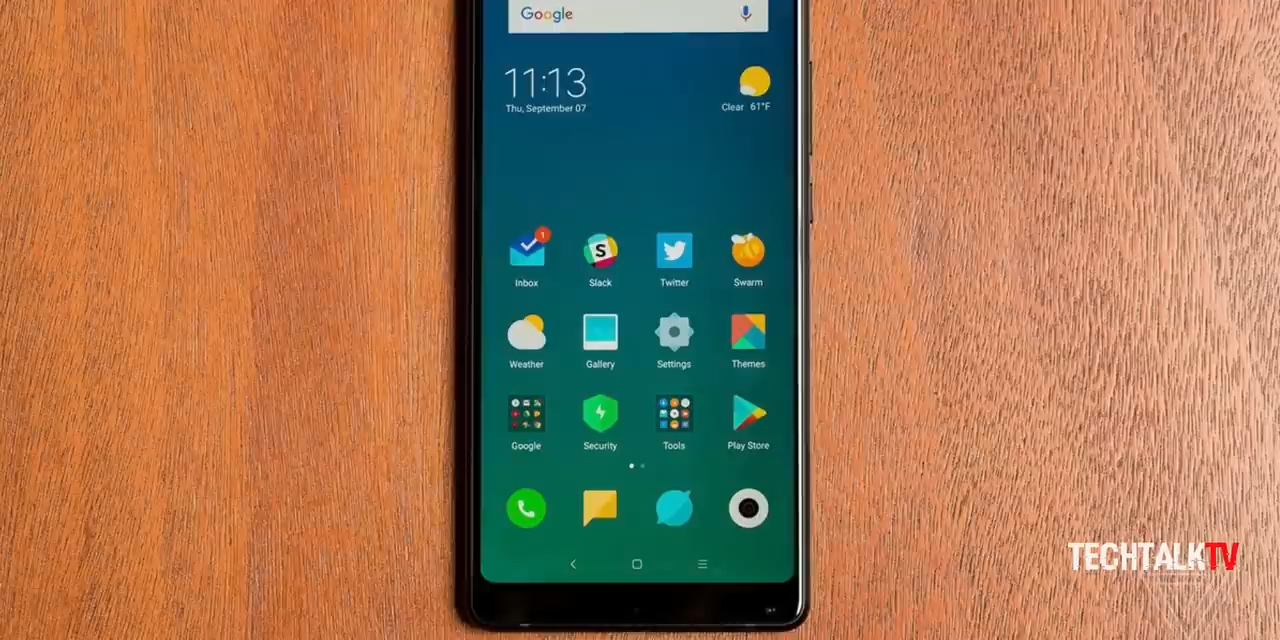 Google
11:13
Thu, September 07
Clear 61°F
1
Inbox
S
Slack
Twitter
Swarm
Weather
Gallery
Settings
Themes
Google
Security
Tools
Play Store
TECHTALKTV